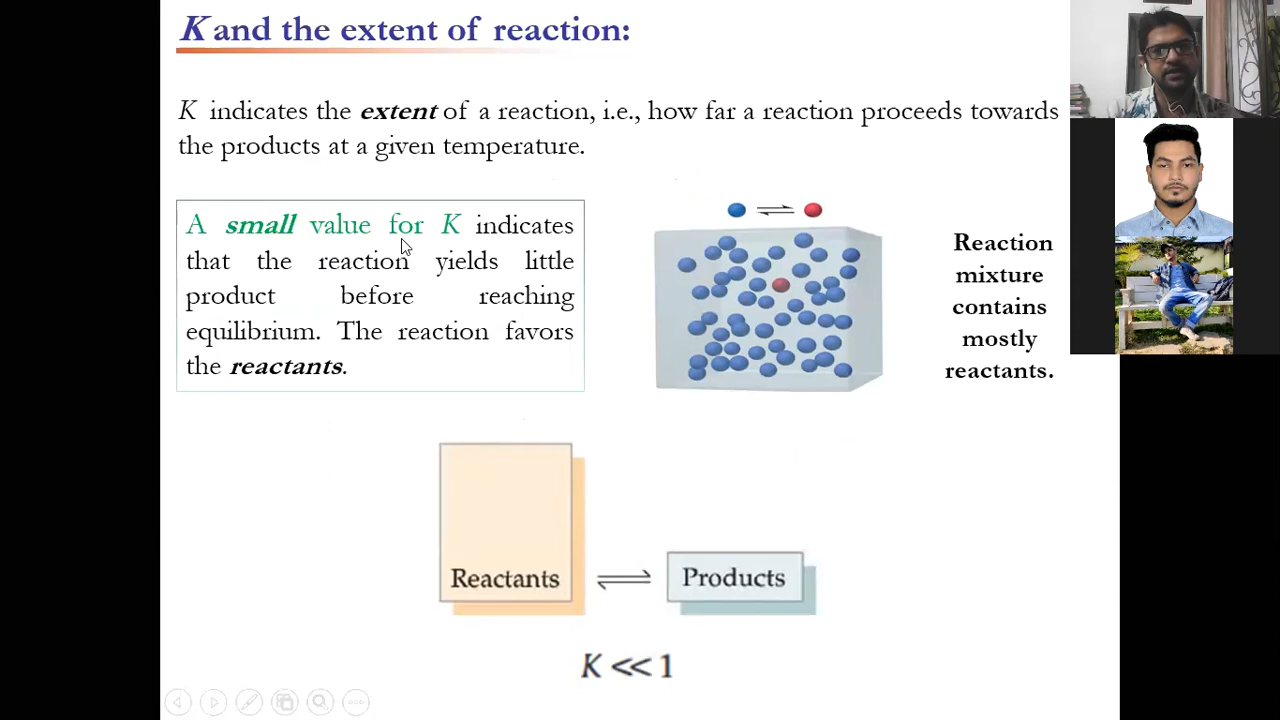 K and the extent of reaction:
K indicates the extent of a reaction, i.e., how far a reaction proceeds towards
the products at a given temperature.
A small value for K indicates
that the reaction yields little
product before reaching
equilibrium. The reaction favors
the reactants.
Reaction
mixture
contains
mostly
reactants.
Reactants ⇌ Products
K << 1